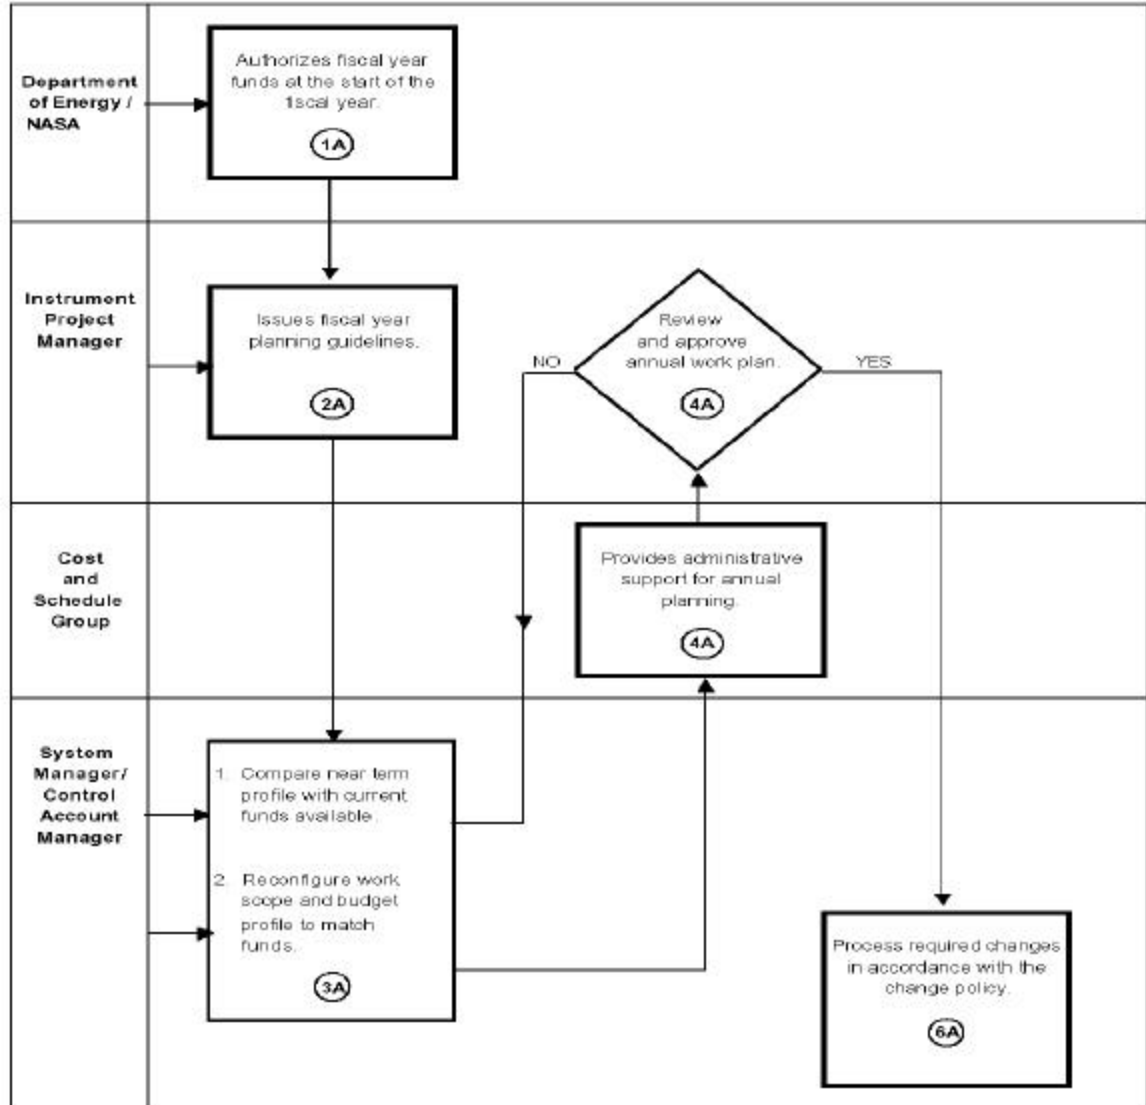 Department
of Energy /
NASA
Authorizes fiscal year
funds at the start of the
fiscal year.
1A
Instrument
Project
Manager
Issues fiscal year
planning guidelines.
2A
Review
and approve
annual work plan.
4A
NO
YES
Cost
and
Schedule
Group
Provides administrative
support for annual
planning.
4A
System
Manager/
Control
Account
Manager
1. Compare near term
profile with current
funds available.
2. Reconfigure work
scope and budget
profile to match
funds.
3A
Process required changes
in accordance with the
change policy.
6A